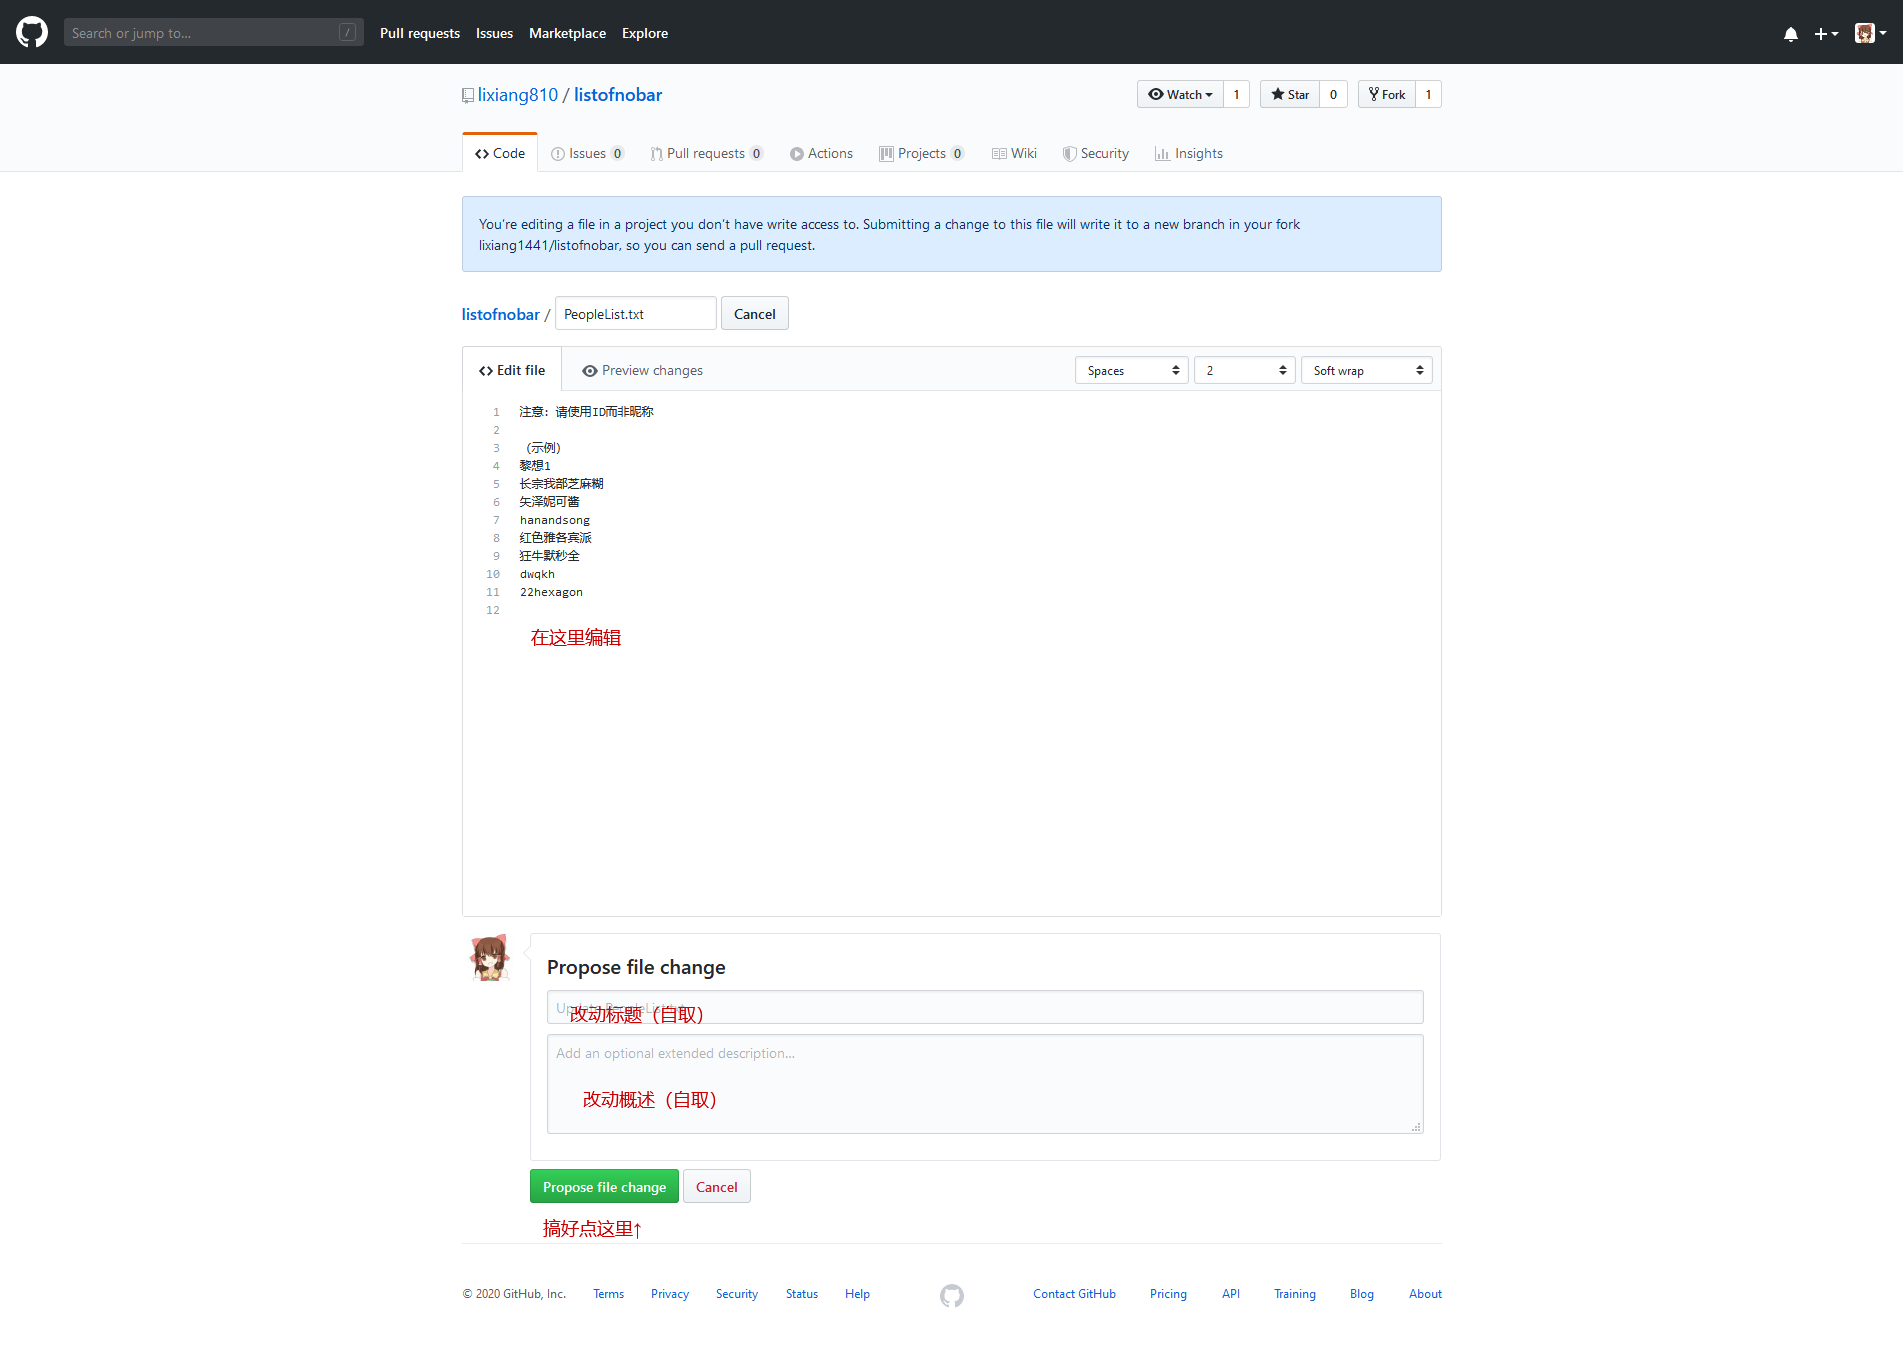 Search or jump to... /
Pull requests Issues Marketplace Explore
lixiang810 / listofnobar
Watch 1 Star 0 Fork 1
Code Issues 0 Pull requests 0 Actions Projects 0 Wiki Security Insights
You're editing a file in a project you don't have write access to. Submitting a change to this file will write it to a new branch in your fork
lixiang1441/listofnobar, so you can send a pull request.
listofnobar / PeopleList.txt Cancel
Edit file Preview changes Spaces 2 Soft wrap
1 注意：请使用ID而非昵称
2
3 （示例）
4 黎想1
5 长宗我部芝麻糊
6 矢泽妮可酱
7 hanandsong
8 红色雅各宾派
9 狂牛默秒全
10 dwqkh
11 22hexagon
12
在这里编辑
Propose file change
Update PeopleList.txt
改动标题（自取）
Add an optional extended description...
改动概述（自取）
Propose file change Cancel
搞好点这里↑
© 2020 GitHub, Inc. Terms Privacy Security Status Help Contact GitHub Pricing API Training Blog About